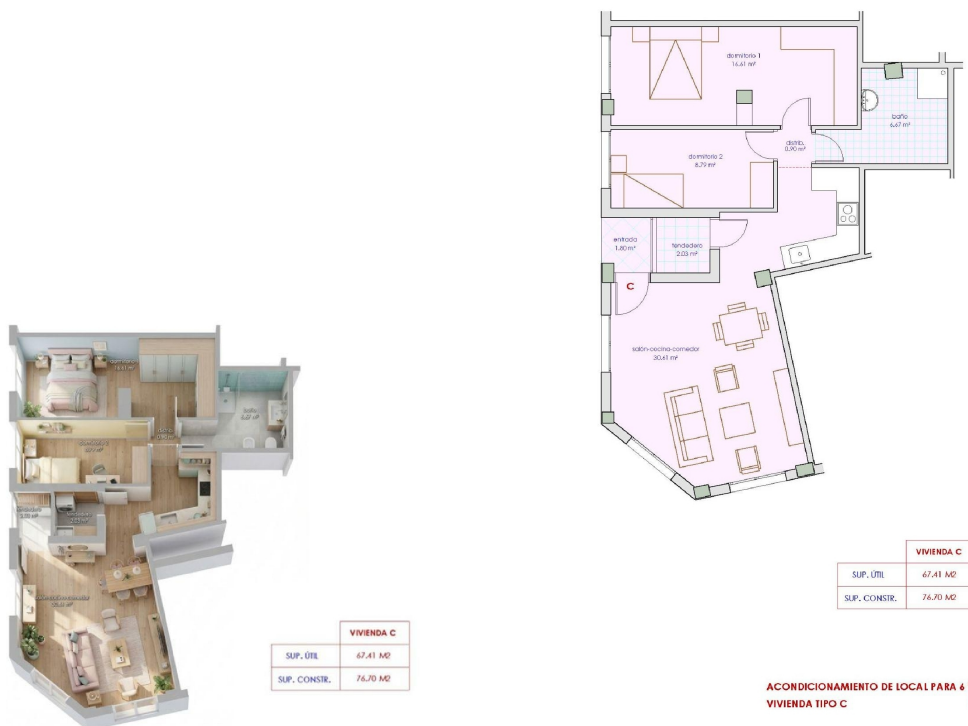 dormitorio 1
16.61 m²
baño
6.67 m²
distrib.
0.90 m²
dormitorio 2
8.79 m²
entrada
1.80 m²
tendedero
2.03 m²
C
salón-cocina-comedor
30.61 m²
baño
VIVIENDA C
SUP. ÚTIL 67.41 M2
SUP. CONSTR. 76.70 M2
VIVIENDA C
SUP. ÚTIL 67.41 M2
SUP. CONSTR. 76.70 M2
ACONDICIONAMIENTO DE LOCAL PARA 6
VIVIENDA TIPO C